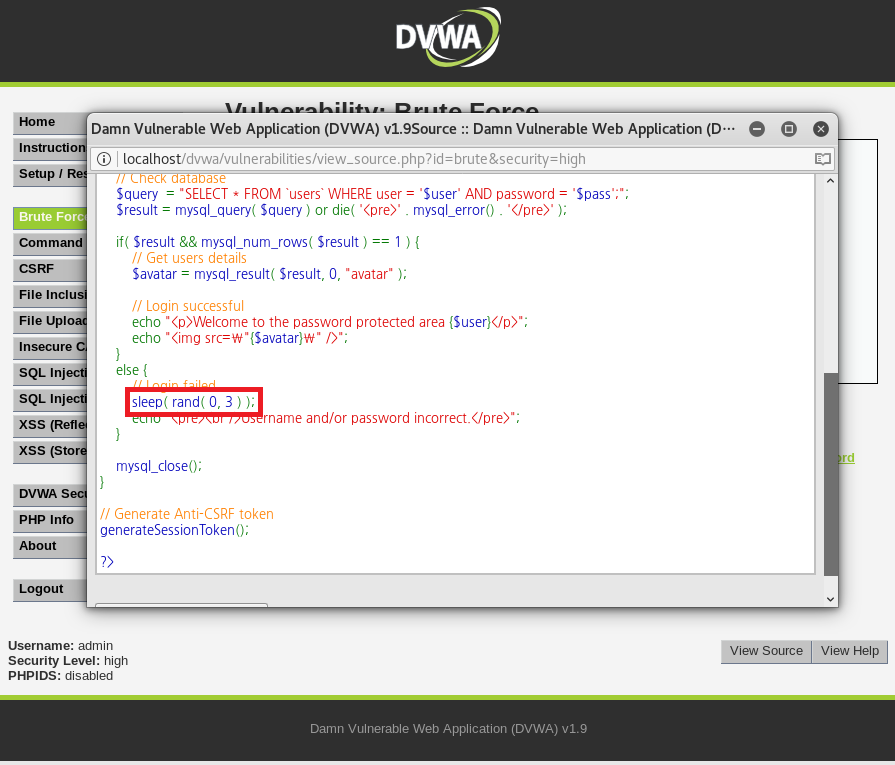 DVWA
Vulnerability: Brute Force
Damn Vulnerable Web Application (DVWA) v1.9Source :: Damn Vulnerable Web Application (D⋯
localhost/dvwa/vulnerabilities/view_source.php?id=brute&security=high
Home
Instruction
Setup / Res
Brute Force
Command
CSRF
File Inclusi
File Upload
Insecure CA
SQL Injecti
SQL Injecti
XSS (Refle
XSS (Store
DVWA Secu
PHP Info
About
Logout
// Check database
$query  = "SELECT * FROM `users` WHERE user = '$user' AND password = '$pass';";
$result = mysql_query( $query ) or die( '<pre>' . mysql_error() . '</pre>' );
if( $result && mysql_num_rows( $result ) == 1 ) {
// Get users details
$avatar = mysql_result( $result, 0, "avatar" );
// Login successful
echo "<p>Welcome to the password protected area {$user}</p>";
echo "<img src=\"{$avatar}\" />";
}
else {
// Login failed
sleep( rand( 0, 3 ) );
echo "<pre><br />Username and/or password incorrect.</pre>";
}
mysql_close();
}
// Generate Anti-CSRF token
generateSessionToken();
?>
ord
Username: admin
Security Level: high
PHPIDS: disabled
View Source
View Help
Damn Vulnerable Web Application (DVWA) v1.9